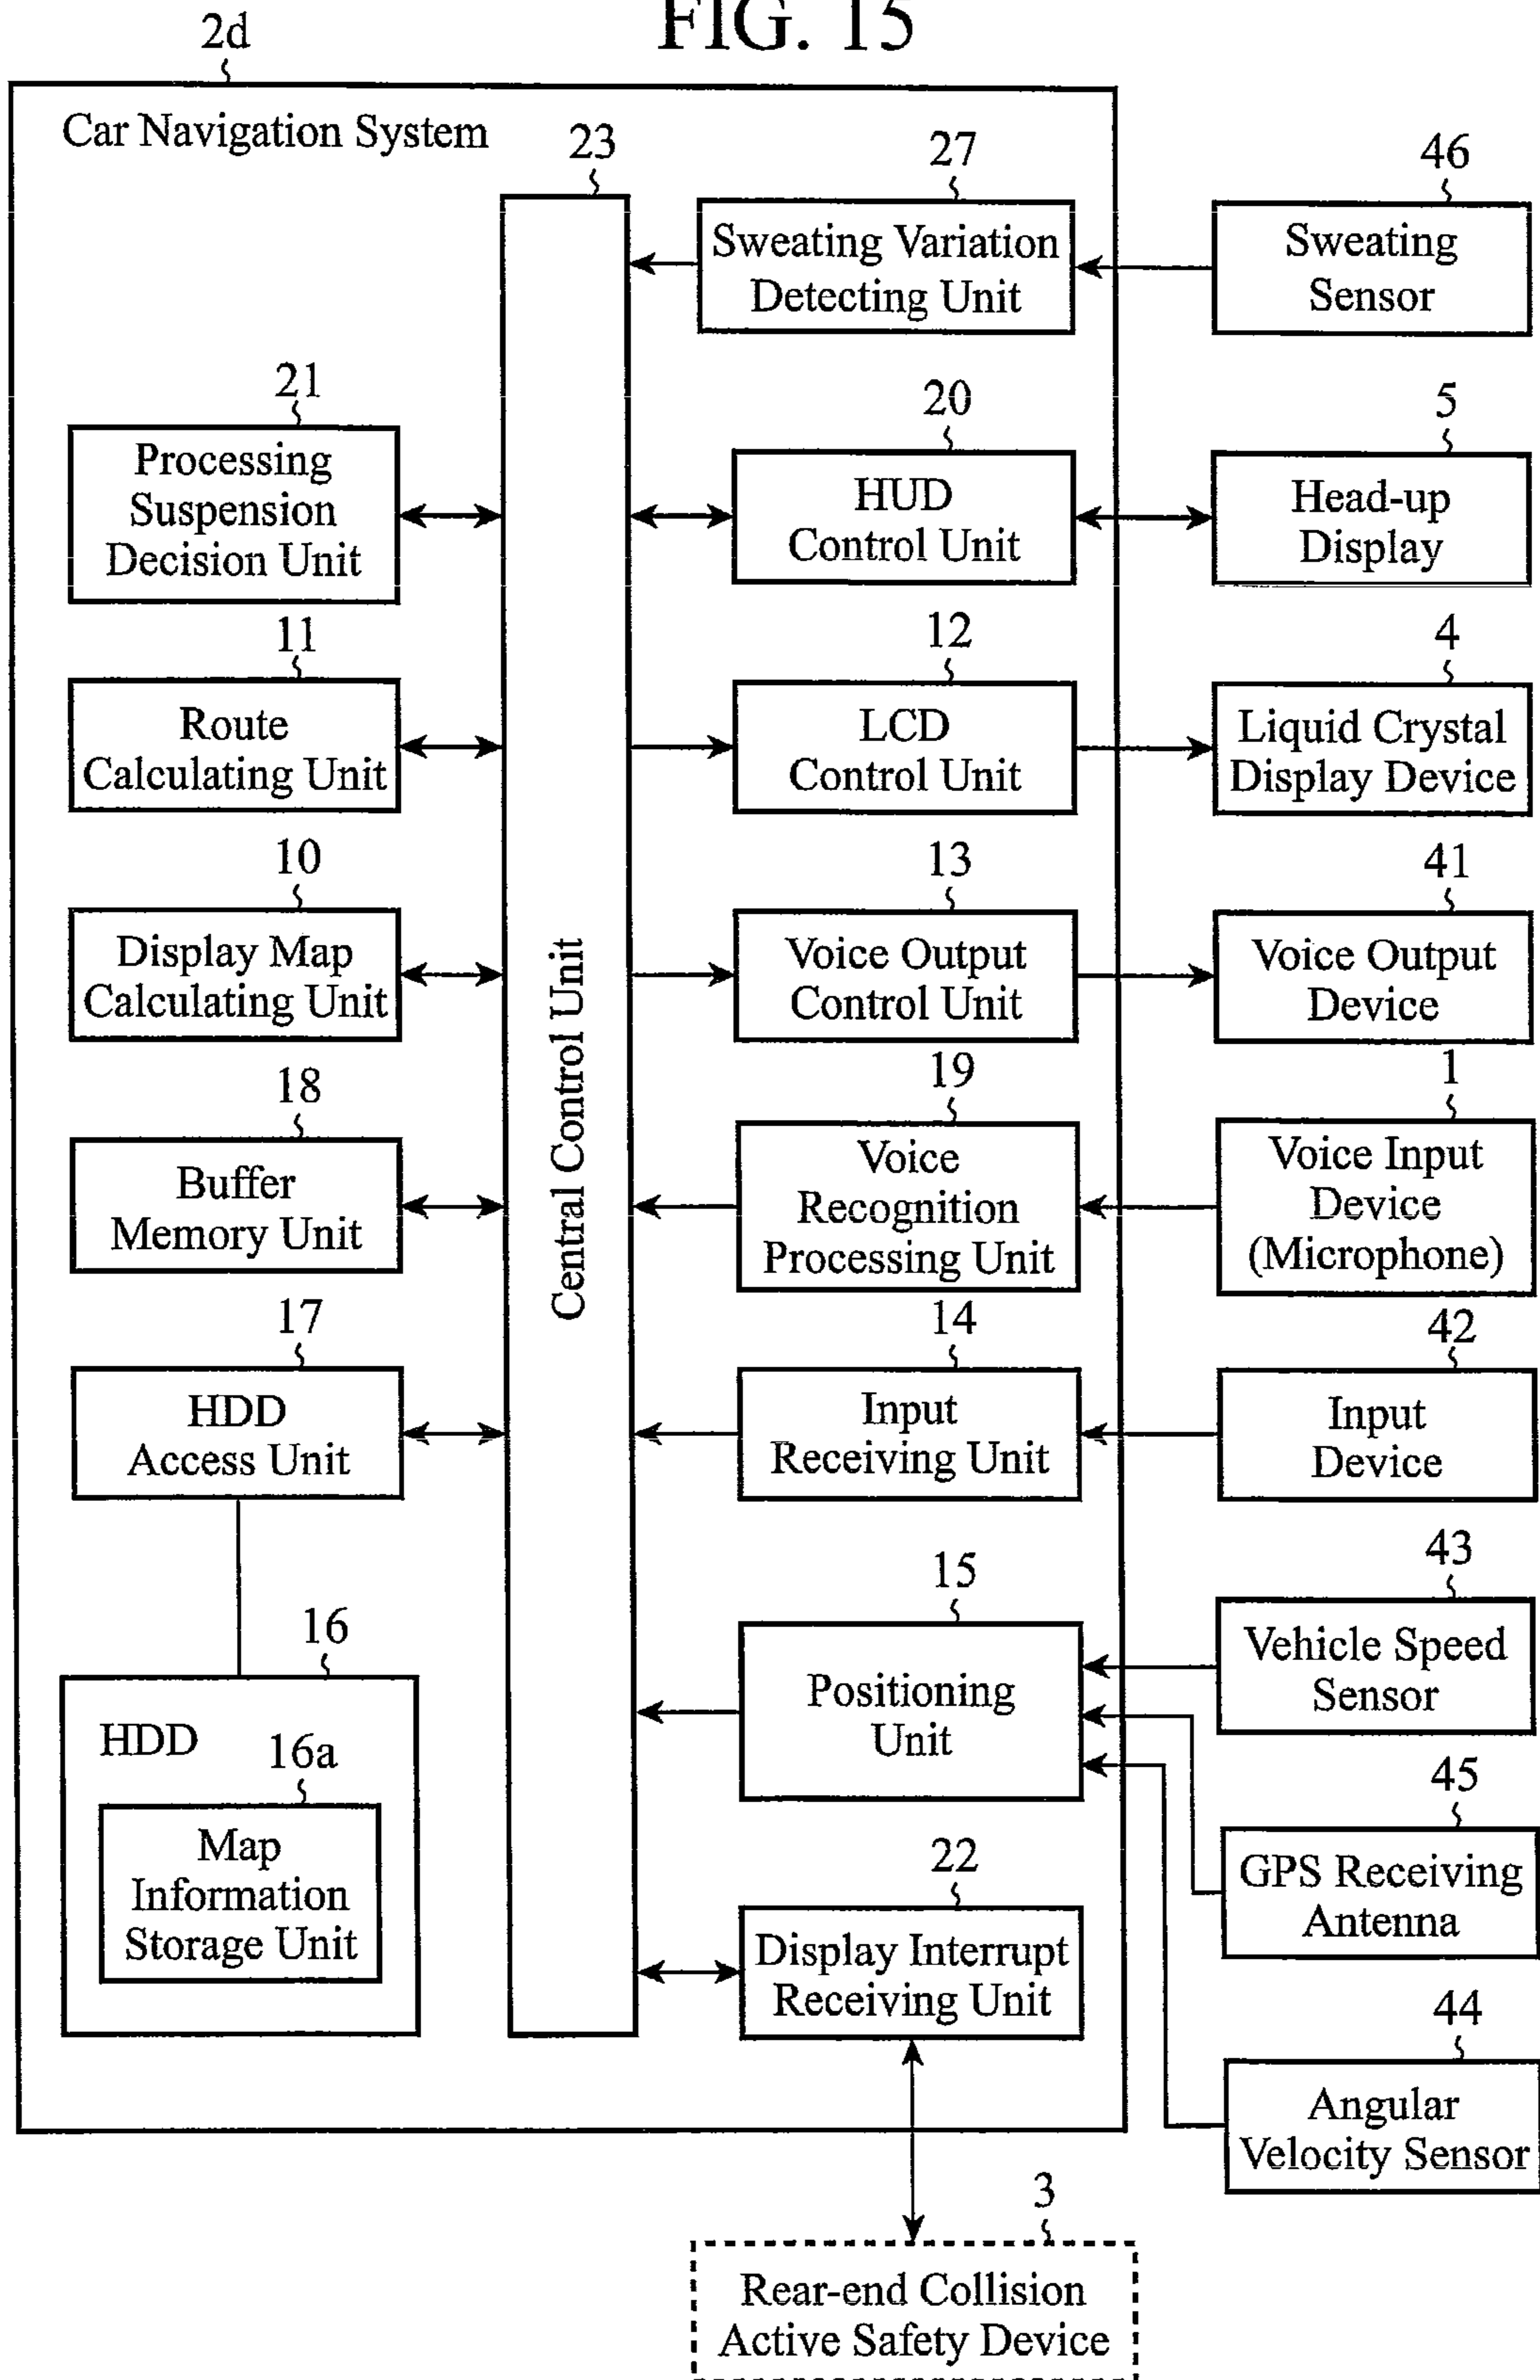 FIG. 15
2d
Car Navigation System
23
Central Control Unit
27
Sweating Variation
Detecting Unit
46
Sweating
Sensor
21
Processing
Suspension
Decision Unit
20
HUD
Control Unit
5
Head-up
Display
11
Route
Calculating Unit
12
LCD
Control Unit
4
Liquid Crystal
Display Device
10
Display Map
Calculating Unit
13
Voice Output
Control Unit
41
Voice Output
Device
18
Buffer
Memory Unit
19
Voice
Recognition
Processing Unit
1
Voice Input
Device
(Microphone)
17
HDD
Access Unit
14
Input
Receiving Unit
42
Input
Device
16
HDD
16a
Map
Information
Storage Unit
15
Positioning
Unit
43
Vehicle Speed
Sensor
45
GPS Receiving
Antenna
22
Display Interrupt
Receiving Unit
44
Angular
Velocity Sensor
3
Rear-end Collision
Active Safety Device